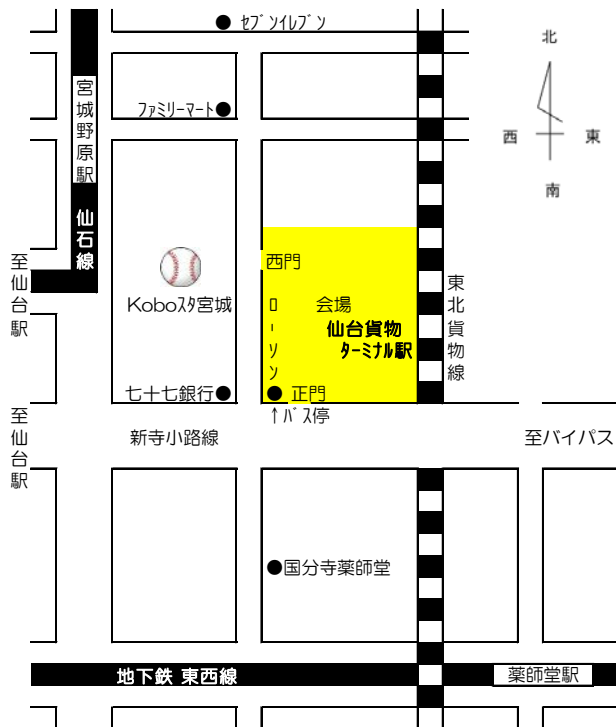 セブンイレブン
北
ファミリーマート
西
東
南
宮城野原駅
仙石線
至仙台駅
西門
Koboスタ宮城
ローソン
会場
仙台貨物
ターミナル駅
東北貨物線
七十七銀行
正門
↑バス停
至仙台駅
新寺小路線
至バイパス
国分寺薬師堂
地下鉄 東西線
薬師堂駅